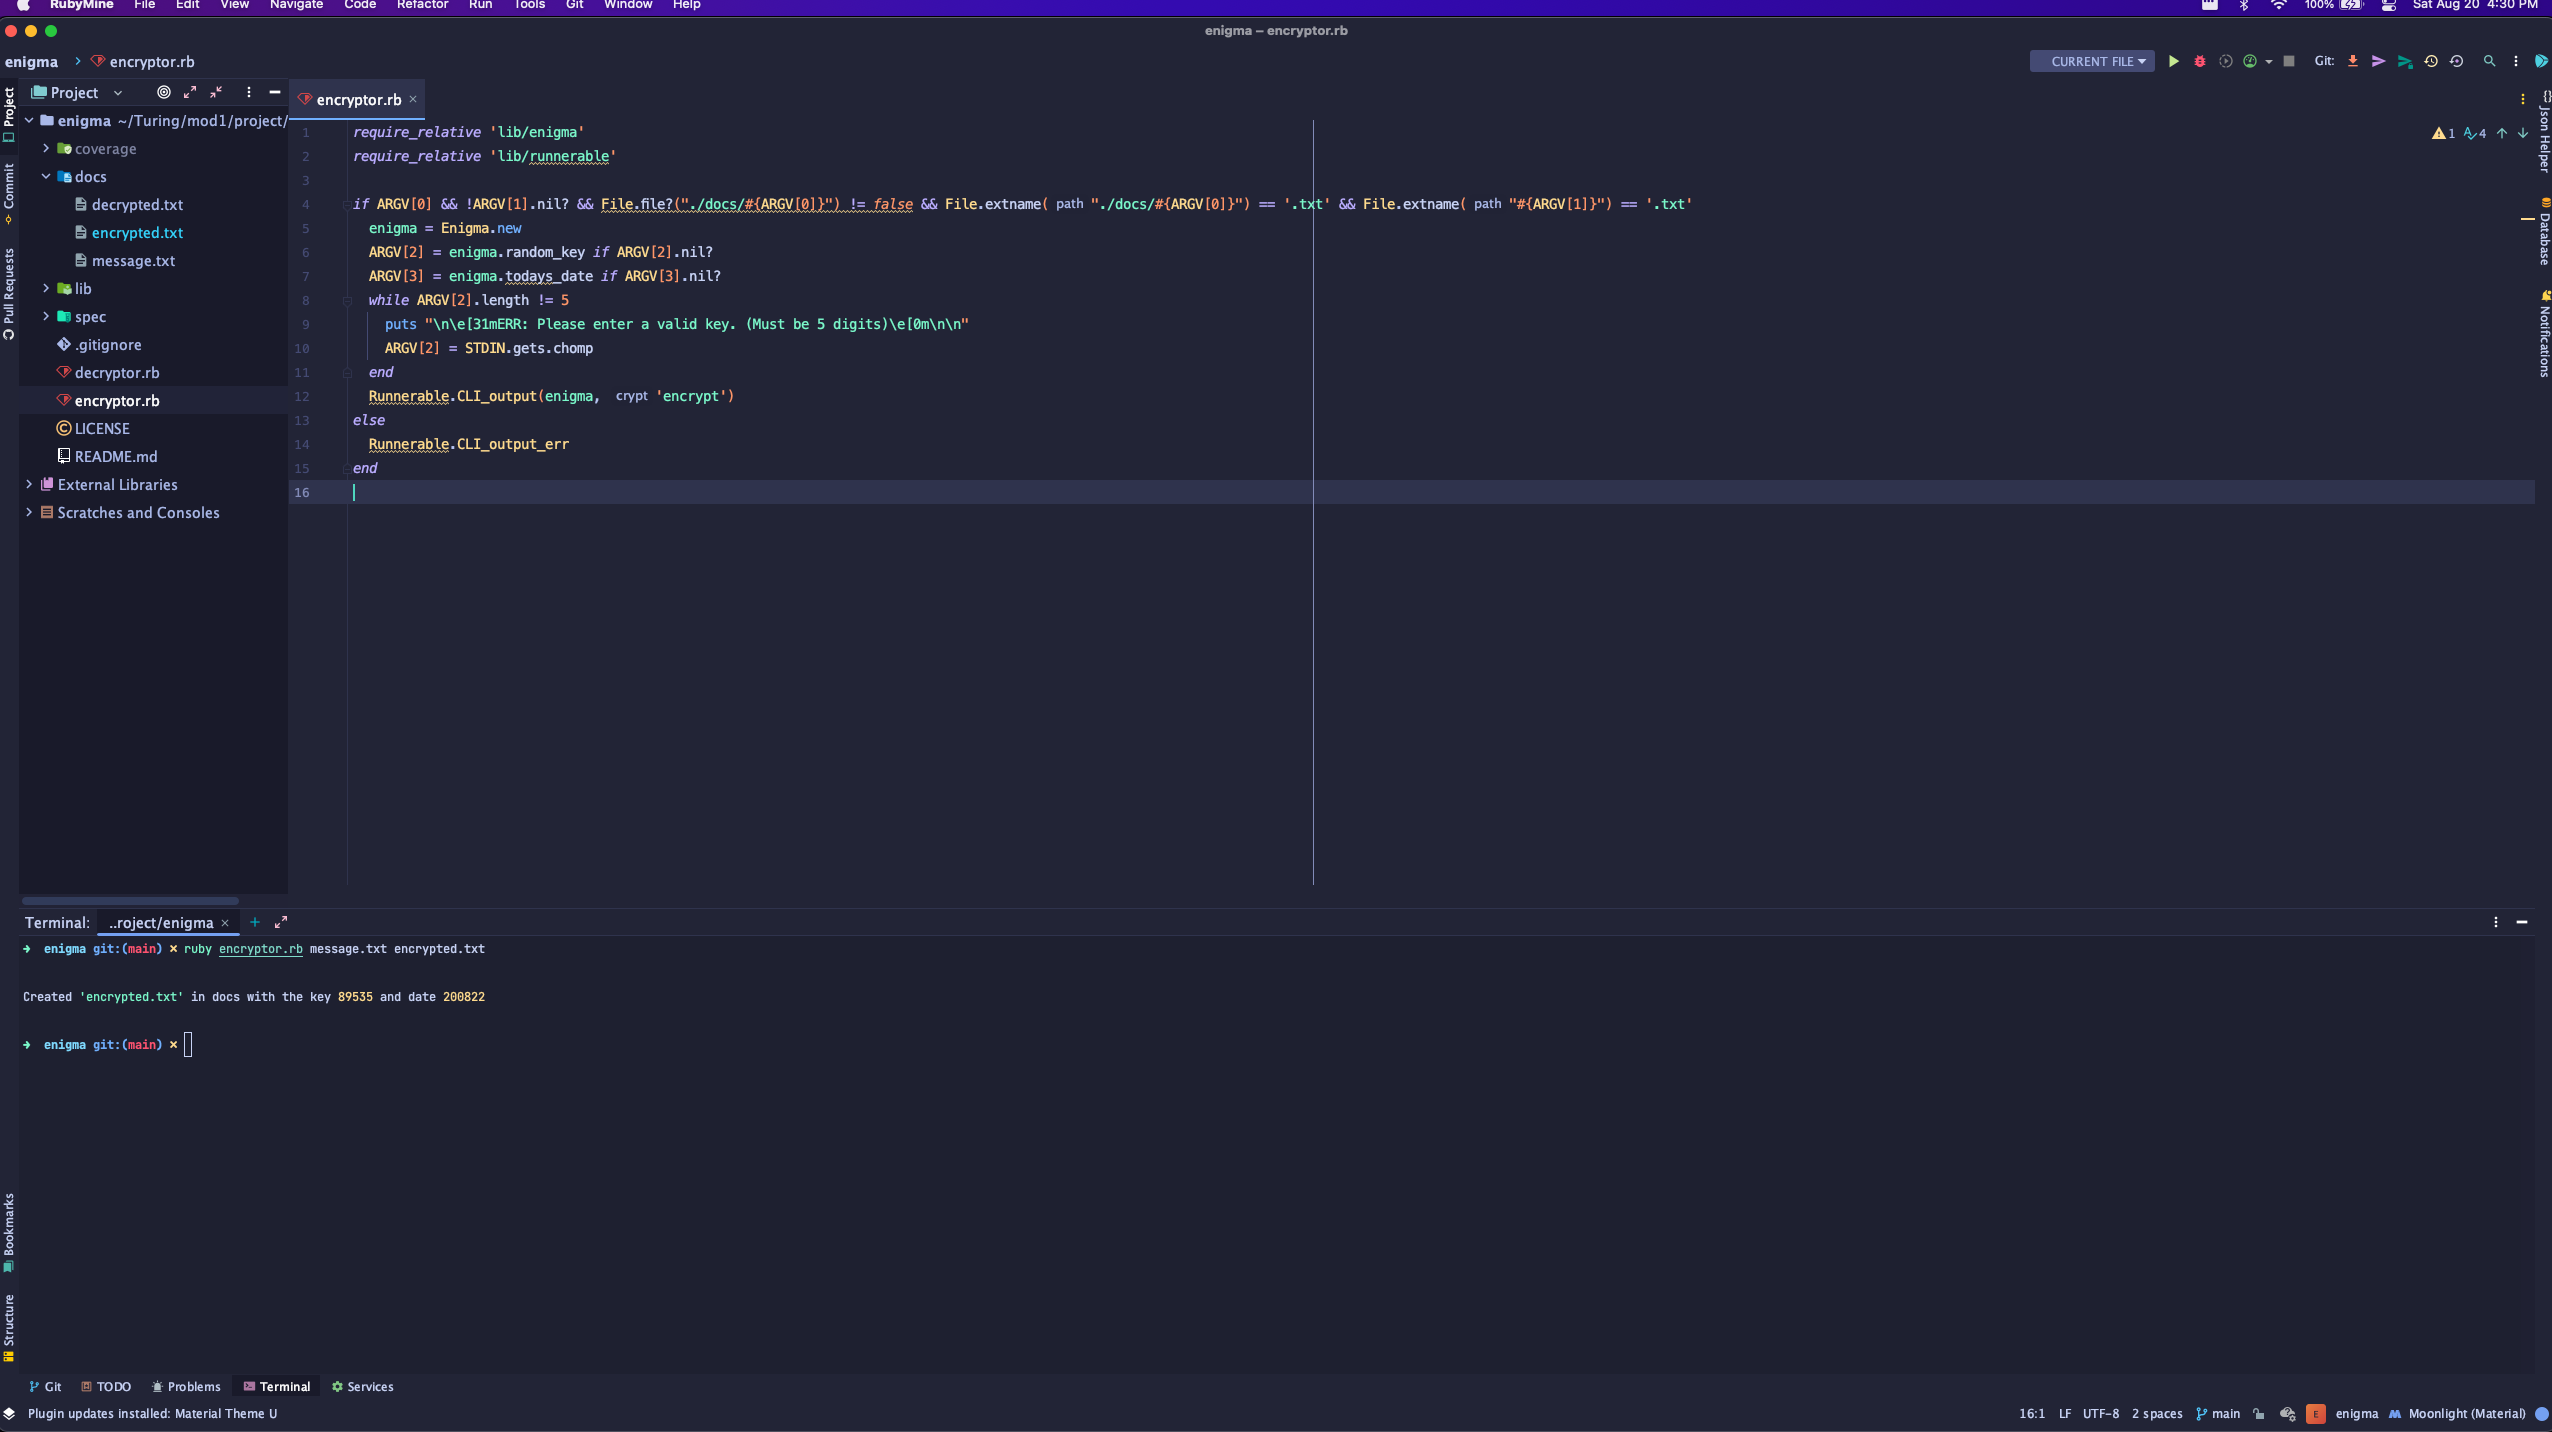 RubyMine File Edit View Navigate Code Refactor Run Tools Git Window Help 100% Sat Aug 20 4:30 PM
enigma – encryptor.rb
enigma encryptor.rb CURRENT FILE Git:
Project
encryptor.rb
Project
Commit
Pull Requests
Bookmarks
Structure
enigma ~/Turing/mod1/project/
coverage
docs
decrypted.txt
encrypted.txt
message.txt
lib
spec
.gitignore
decryptor.rb
encryptor.rb
LICENSE
README.md
External Libraries
Scratches and Consoles
1 require_relative 'lib/enigma'
2 require_relative 'lib/runnerable'
3
4 if ARGV[0] && !ARGV[1].nil? && File.file?("./docs/#{ARGV[0]}") != false && File.extname( path "./docs/#{ARGV[0]}") == '.txt' && File.extname( path "#{ARGV[1]}") == '.txt'
5 enigma = Enigma.new
6 ARGV[2] = enigma.random_key if ARGV[2].nil?
7 ARGV[3] = enigma.todays_date if ARGV[3].nil?
8 while ARGV[2].length != 5
9 puts "\n\e[31mERR: Please enter a valid key. (Must be 5 digits)\e[0m\n\n"
10 ARGV[2] = STDIN.gets.chomp
11 end
12 Runnerable.CLI_output(enigma, crypt 'encrypt')
13 else
14 Runnerable.CLI_output_err
15 end
16
1 4
{} Json Helper
Database
Notifications
Terminal: ..roject/enigma
enigma git:(main) × ruby encryptor.rb message.txt encrypted.txt
Created 'encrypted.txt' in docs with the key 89535 and date 200822
enigma git:(main) ×
Git TODO Problems Terminal Services
Plugin updates installed: Material Theme U 16:1 LF UTF-8 2 spaces main E enigma Moonlight (Material)